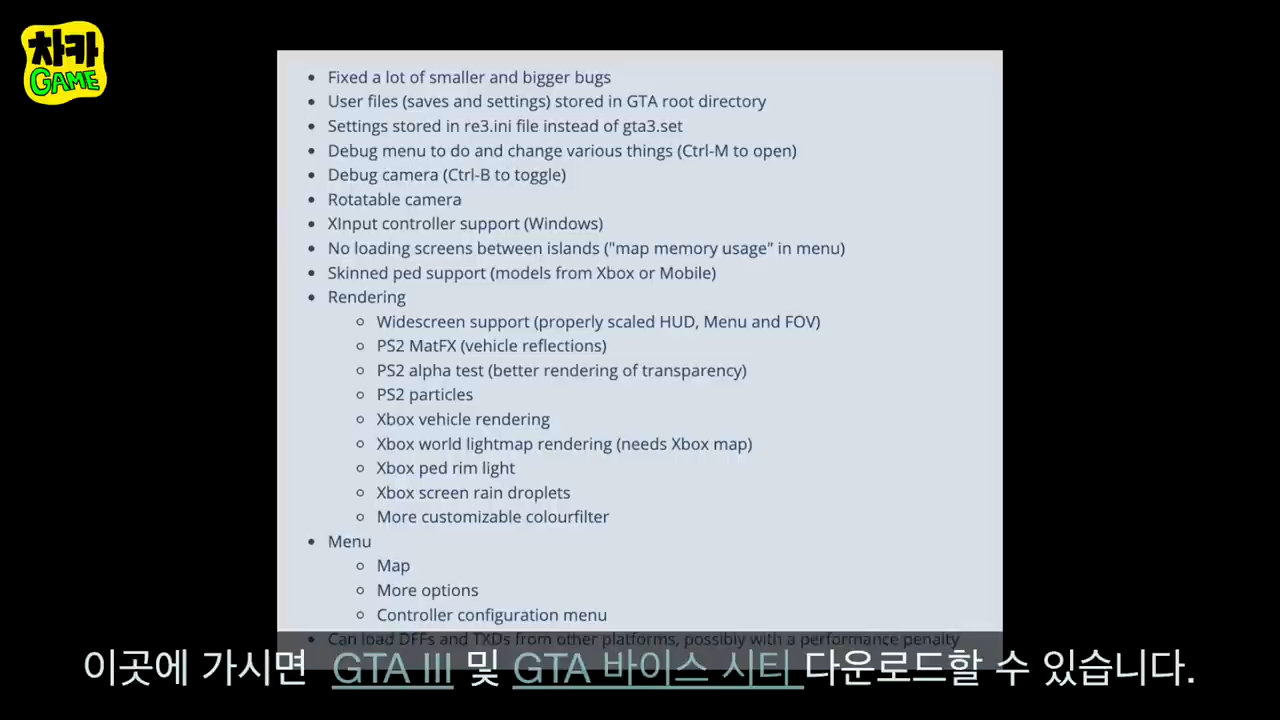 차카
GAME
• Fixed a lot of smaller and bigger bugs
• User files (saves and settings) stored in GTA root directory
• Settings stored in re3.ini file instead of gta3.set
• Debug menu to do and change various things (Ctrl-M to open)
• Debug camera (Ctrl-B to toggle)
• Rotatable camera
• XInput controller support (Windows)
• No loading screens between islands ("map memory usage" in menu)
• Skinned ped support (models from Xbox or Mobile)
• Rendering
◦ Widescreen support (properly scaled HUD, Menu and FOV)
◦ PS2 MatFX (vehicle reflections)
◦ PS2 alpha test (better rendering of transparency)
◦ PS2 particles
◦ Xbox vehicle rendering
◦ Xbox world lightmap rendering (needs Xbox map)
◦ Xbox ped rim light
◦ Xbox screen rain droplets
◦ More customizable colourfilter
• Menu
◦ Map
◦ More options
◦ Controller configuration menu
• Can load DFFs and TXDs from other platforms, possibly with a performance penalty
이곳에 가시면 GTA III 및 GTA 바이스 시티 다운로드할 수 있습니다.